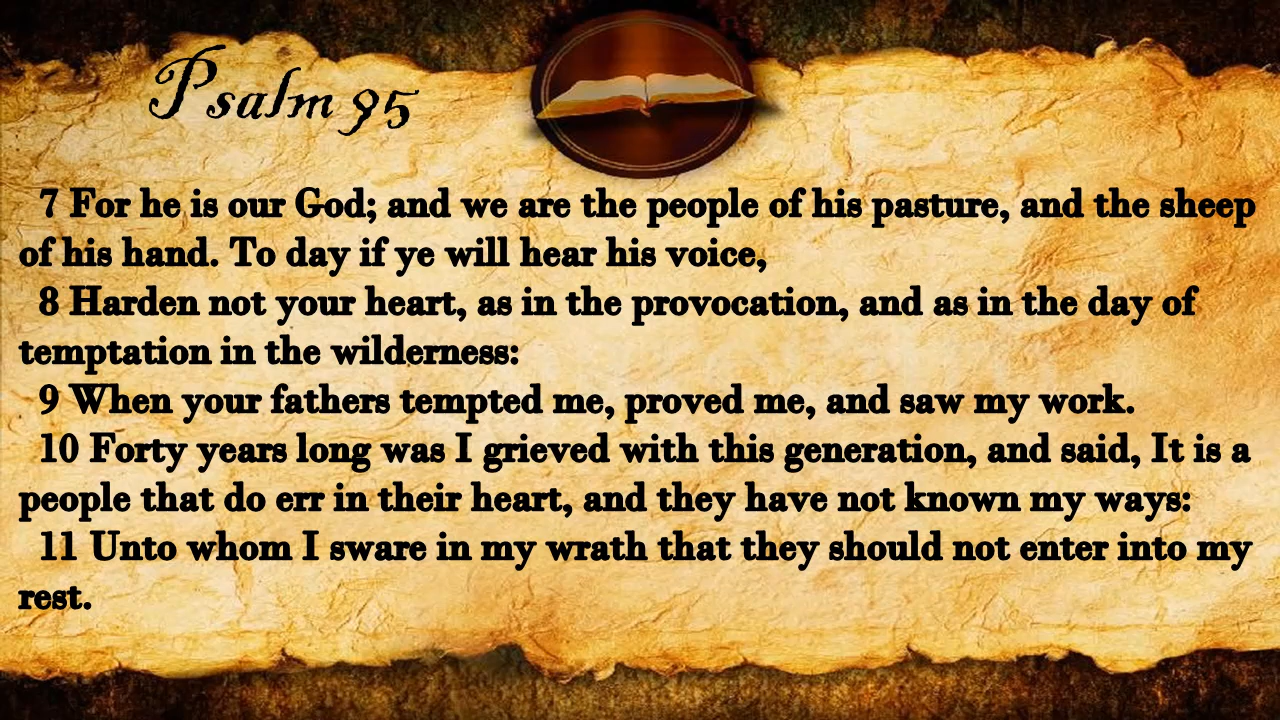 Psalm 95
7 For he is our God; and we are the people of his pasture, and the sheep
of his hand. To day if ye will hear his voice,
8 Harden not your heart, as in the provocation, and as in the day of
temptation in the wilderness:
9 When your fathers tempted me, proved me, and saw my work.
10 Forty years long was I grieved with this generation, and said, It is a
people that do err in their heart, and they have not known my ways:
11 Unto whom I sware in my wrath that they should not enter into my
rest.